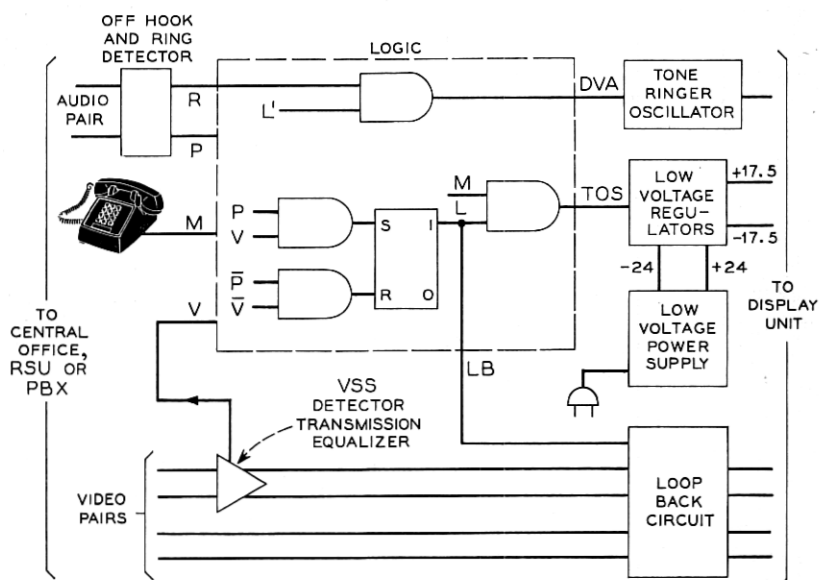 OFF HOOK
AND RING
DETECTOR
LOGIC
AUDIO
PAIR
R
P
L'
DVA
TONE
RINGER
OSCILLATOR
M
V
P
V
P̅
V̅
S
R
1
0
M
L
TOS
LOW
VOLTAGE
REGU-
LATORS
+17.5
-17.5
-24
+24
LOW
VOLTAGE
POWER
SUPPLY
TO
CENTRAL
OFFICE,
RSU OR
PBX
TO
DISPLAY
UNIT
LB
VSS
DETECTOR
TRANSMISSION
EQUALIZER
VIDEO
PAIRS
LOOP
BACK
CIRCUIT